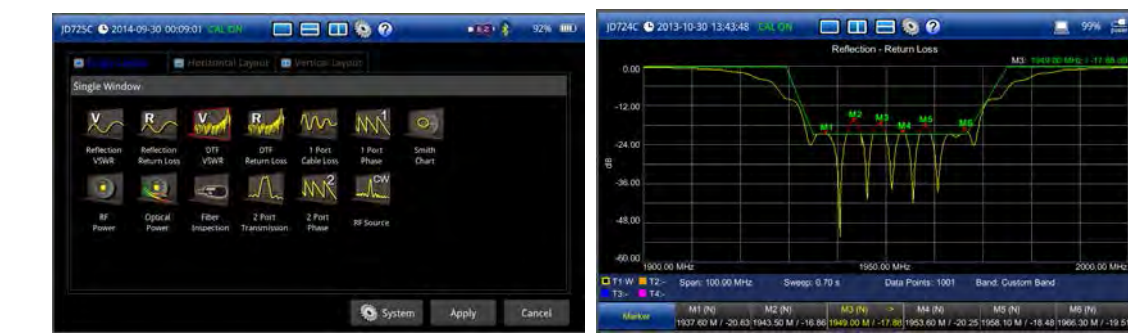 JD725C 2014-09-30 00:09:01 CAL ON 92%
Single Window Horizontal Layout Vertical Layout
Single Window
V R V R 1
Reflection VSWR
Reflection Return Loss
DTF VSWR
DTF Return Loss
1 Port Cable Loss
1 Port Phase
Smith Chart
2 CW
RF Power
Optical Power
Fiber Inspection
2 Port Transmission
2 Port Phase
RF Source
System Apply Cancel
JD724C 2013-10-30 13:43:48 CAL ON 99%
Reflection - Return Loss
M3: 1949.00 MHz / -17.88 dB
0.00
-12.00
-24.00
-36.00
-48.00
-60.00
dB
M1 M2 M3 M4 M5 M6
1900.00 MHz 1950.00 MHz 2000.00 MHz
T1:W T2:- Span: 100.00 MHz Sweep: 0.70 s Data Points: 1001 Band: Custom Band
T3:- T4:-
Marker
M1 (N) M2 (N) M3 (N) > M4 (N) M5 (N) M6 (N)
1937.60 M / -20.63 1943.50 M / -16.86 1949.00 M / -17.88 1953.60 M / -20.25 1958.10 M / -18.48 1966.30 M / -19.5